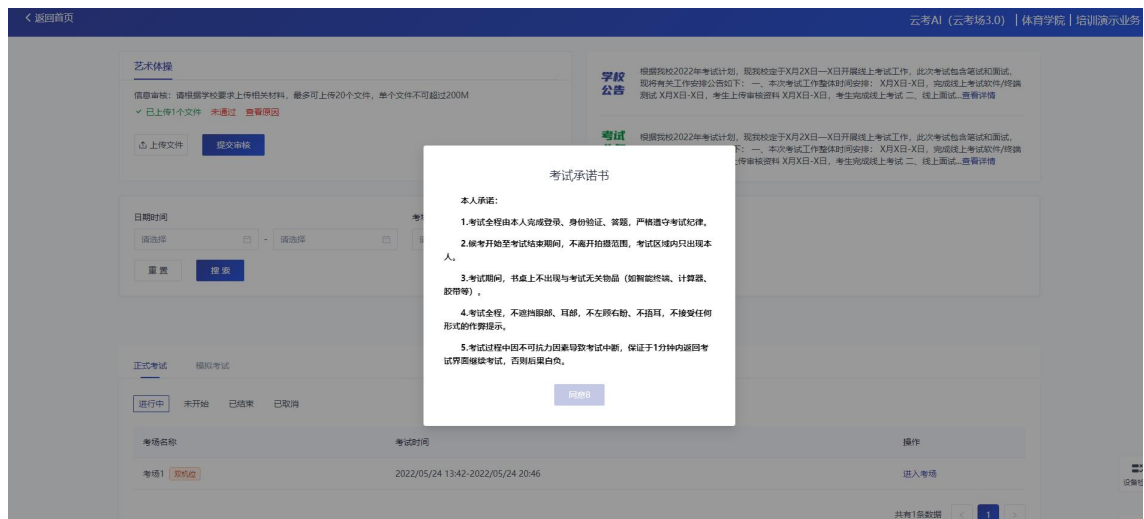 < 返回首页
云考AI（云考场3.0） | 体育学院 | 培训演示业务
艺术体操
信息审核：请根据学校要求上传相关材料，最多可上传20个文件，单个文件不可超过200M
已上传1个文件 未通过 查看原因
上传文件 提交审核
学校公告
根据我校2022年考试计划，现我校定于X月2X日—X日开展线上考试工作，此次考试包含笔试和面试，
现将有关工作安排公告如下： 一、本次考试工作整体时间安排： X月X日-X日，完成线上考试软件/终端
测试 X月X日-X日，考生上传审核资料 X月X日-X日，考生完成线上考试 二、线上面试...查看详情
考试
根据我校2022年考试计划，现我校定于X月2X日—X日开展线上考试工作，此次考试包含笔试和面试，
下： 一、本次考试工作整体时间安排： X月X日-X日，完成线上考试软件/终端
上传审核资料 X月X日-X日，考生完成线上考试 二、线上面试...查看详情
考试承诺书
本人承诺：
1.考试全程由本人完成登录、身份验证、答题，严格遵守考试纪律。
2.候考开始至考试结束期间，不离开拍摄范围，考试区域内只出现本
人。
3.考试期间，书桌上不出现与考试无关物品（如智能终端、计算器、
胶带等）。
4.考试全程，不遮挡眼部、耳部，不左顾右盼、不捂耳，不接受任何
形式的作弊提示。
5.考试过程中因不可抗力因素导致考试中断，保证于1分钟内返回考
试界面继续考试，否则后果自负。
同意8
日期时间
请选择 - 请选择
重置 搜索
正式考试 模拟考试
进行中 未开始 已结束 已取消
考场名称 考试时间 操作
考场1 双机位 2022/05/24 13:42-2022/05/24 20:46 进入考场
共有1条数据 < 1 >